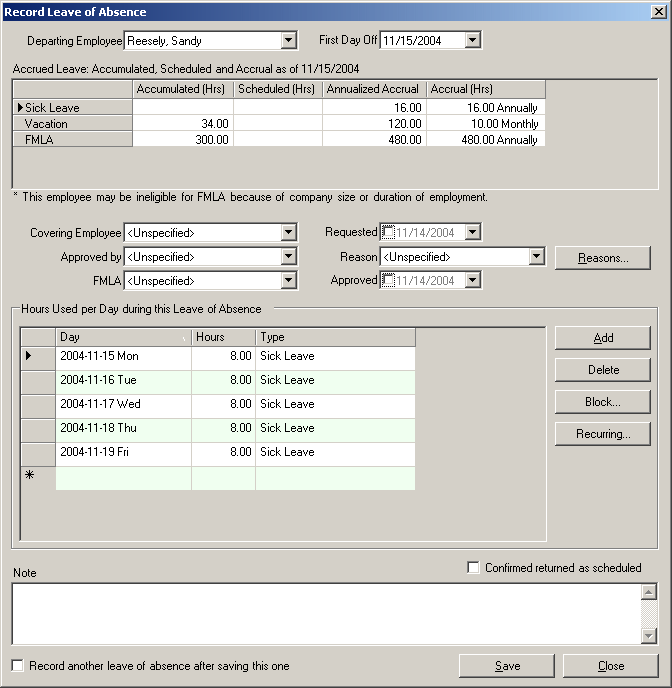 Record Leave of Absence
Departing Employee Reesely, Sandy First Day Off 11/15/2004
Accrued Leave: Accumulated, Scheduled and Accrual as of 11/15/2004
Accumulated (Hrs) Scheduled (Hrs) Annualized Accrual Accrual (Hrs)
Sick Leave 16.00 16.00 Annually
Vacation 34.00 120.00 10.00 Monthly
FMLA 300.00 480.00 480.00 Annually
* This employee may be ineligible for FMLA because of company size or duration of employment.
Covering Employee <Unspecified> Requested 11/14/2004
Approved by <Unspecified> Reason <Unspecified> Reasons...
FMLA <Unspecified> Approved 11/14/2004
Hours Used per Day during this Leave of Absence
Day Hours Type Add
2004-11-15 Mon 8.00 Sick Leave
2004-11-16 Tue 8.00 Sick Leave Delete
2004-11-17 Wed 8.00 Sick Leave Block...
2004-11-18 Thu 8.00 Sick Leave Recurring...
2004-11-19 Fri 8.00 Sick Leave
*
Confirmed returned as scheduled
Note
Record another leave of absence after saving this one Save Close